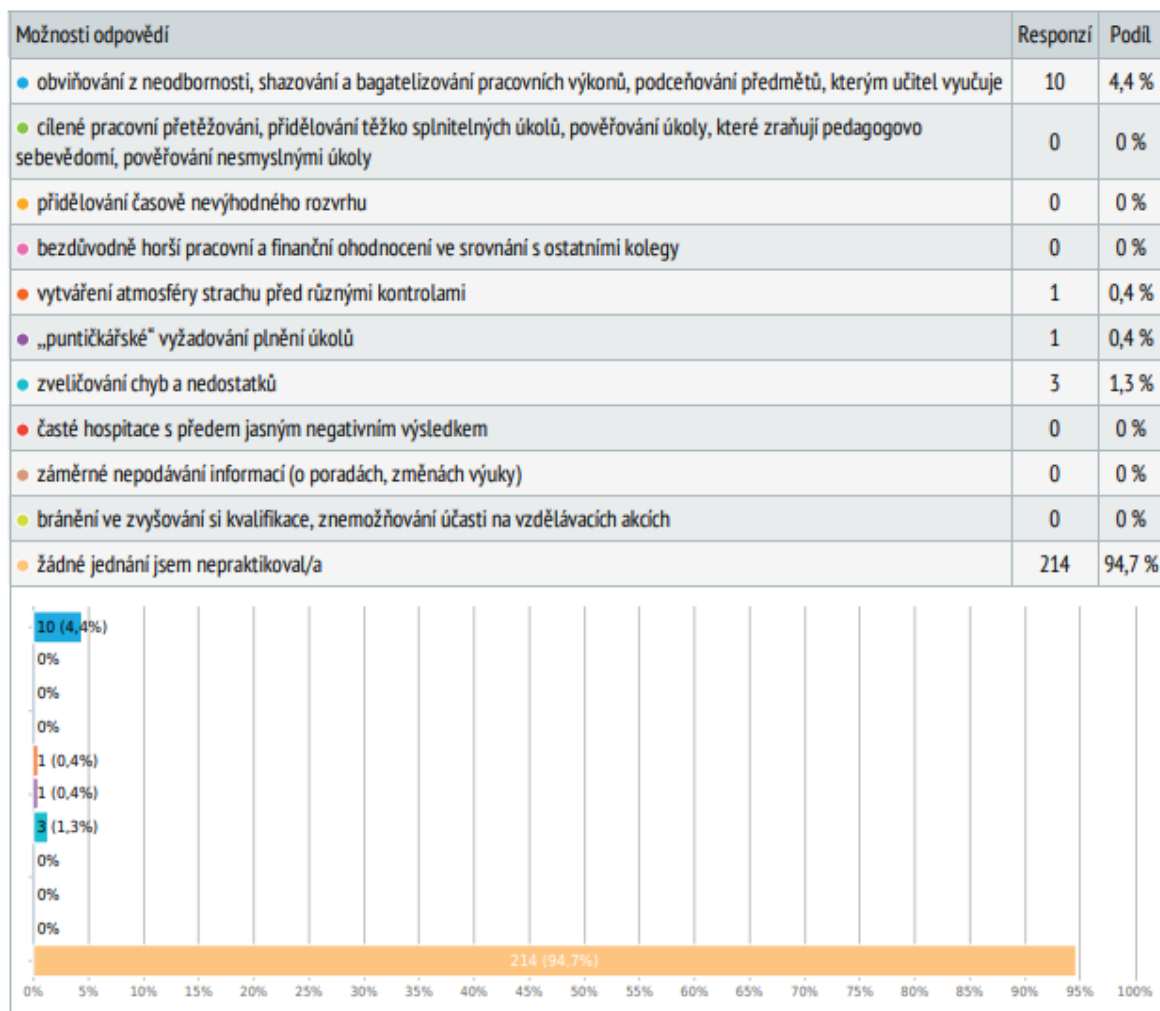 Možnosti odpovědí Responzí Podíl
obviňování z neodbornosti, shazování a bagatelizování pracovních výkonů, podceňování předmětů, kterým učitel vyučuje 10 4,4 %
cílené pracovní přetěžováni, přidělování těžko splnitelných úkolů, pověřování úkoly, které zraňují pedagogovo
sebevědomí, pověřování nesmyslnými úkoly 0 0 %
přidělování časově nevýhodného rozvrhu 0 0 %
bezdůvodně horší pracovní a finanční ohodnocení ve srovnání s ostatními kolegy 0 0 %
vytváření atmosféry strachu před různými kontrolami 1 0,4 %
„puntičkářské“ vyžadování plnění úkolů 1 0,4 %
zveličování chyb a nedostatků 3 1,3 %
časté hospitace s předem jasným negativním výsledkem 0 0 %
záměrné nepodávání informací (o poradách, změnách výuky) 0 0 %
bránění ve zvyšování si kvalifikace, znemožňování účasti na vzdělávacích akcích 0 0 %
žádné jednání jsem nepraktikoval/a 214 94,7 %
10 (4,4%)
0%
0%
0%
1 (0,4%)
1 (0,4%)
3 (1,3%)
0%
0%
0%
214 (94,7%)
0% 5% 10% 15% 20% 25% 30% 35% 40% 45% 50% 55% 60% 65% 70% 75% 80% 85% 90% 95% 100%